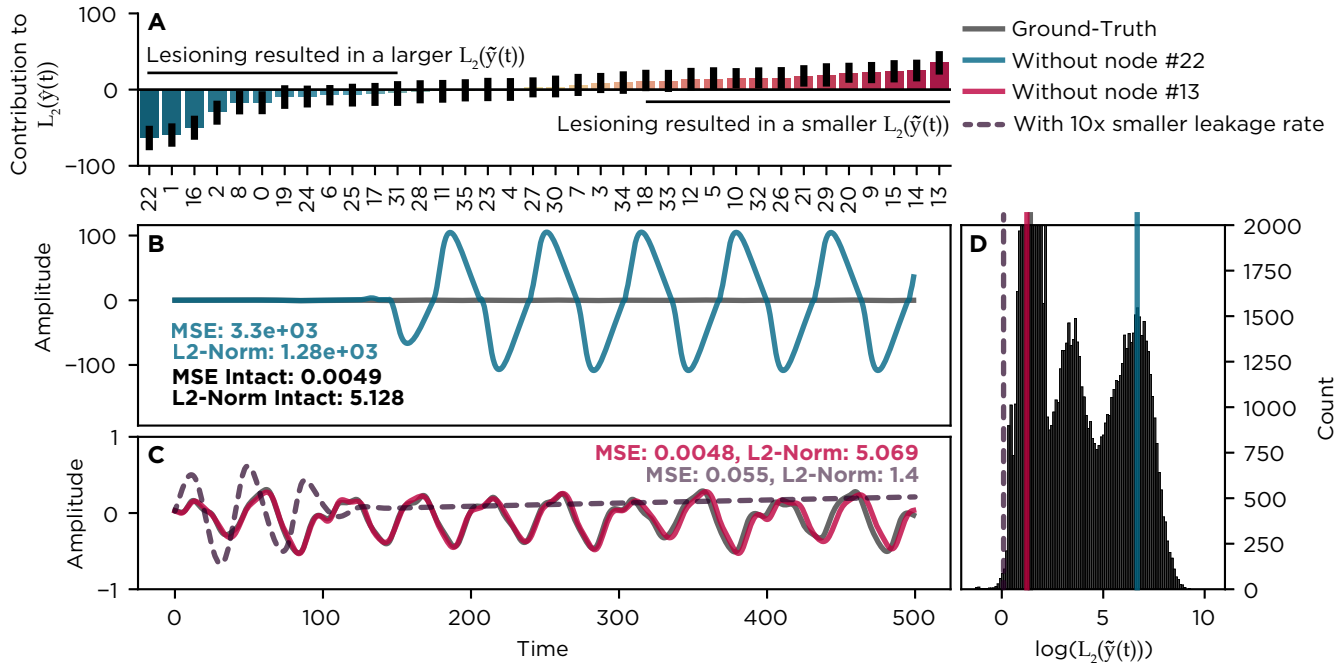 A
100
0
−100
Contribution to
L₂(ỹ(t))
Lesioning resulted in a larger L₂(ỹ(t))
Lesioning resulted in a smaller L₂(ỹ(t))
22 1 16 2 8 0 19 24 6 25 17 31 28 11 14 35 23 4 27 30 7 3 34 18 33 12 5 10 32 26 21 29 20 9 15 14 13
Ground-Truth
Without node #22
Without node #13
With 10x smaller leakage rate
B
100
0
−100
Amplitude
MSE: 3.3e+03
L2-Norm: 1.28e+03
MSE Intact: 0.0049
L2-Norm Intact: 5.128
C
1
0
−1
Amplitude
MSE: 0.0048, L2-Norm: 5.069
MSE: 0.055, L2-Norm: 1.4
0 100 200 300 400 500
Time
D
2000
1750
1500
1250
1000
750
500
250
0
Count
0 5 10
log(L₂(ỹ(t)))